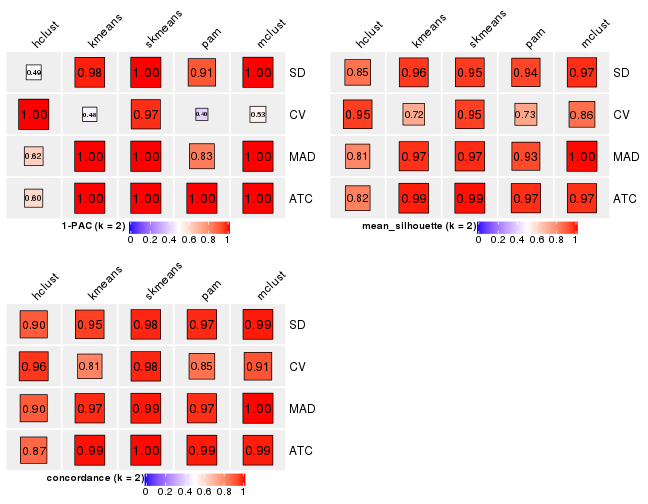 hclust kmeans skmeans pam mclust
0.49 0.98 1.00 0.91 1.00 SD
1.00 0.48 0.97 0.40 0.53 CV
0.62 1.00 1.00 0.83 1.00 MAD
0.60 1.00 1.00 1.00 1.00 ATC
1-PAC (k = 2)
0 0.2 0.4 0.6 0.8 1
hclust kmeans skmeans pam mclust
0.85 0.96 0.95 0.94 0.97 SD
0.95 0.72 0.95 0.73 0.86 CV
0.81 0.97 0.97 0.93 1.00 MAD
0.82 0.99 0.99 0.97 0.97 ATC
mean_silhouette (k = 2)
0 0.2 0.4 0.6 0.8 1
hclust kmeans skmeans pam mclust
0.90 0.95 0.98 0.97 0.99 SD
0.96 0.81 0.98 0.85 0.91 CV
0.90 0.97 0.99 0.97 1.00 MAD
0.87 0.99 1.00 0.99 0.99 ATC
concordance (k = 2)
0 0.2 0.4 0.6 0.8 1